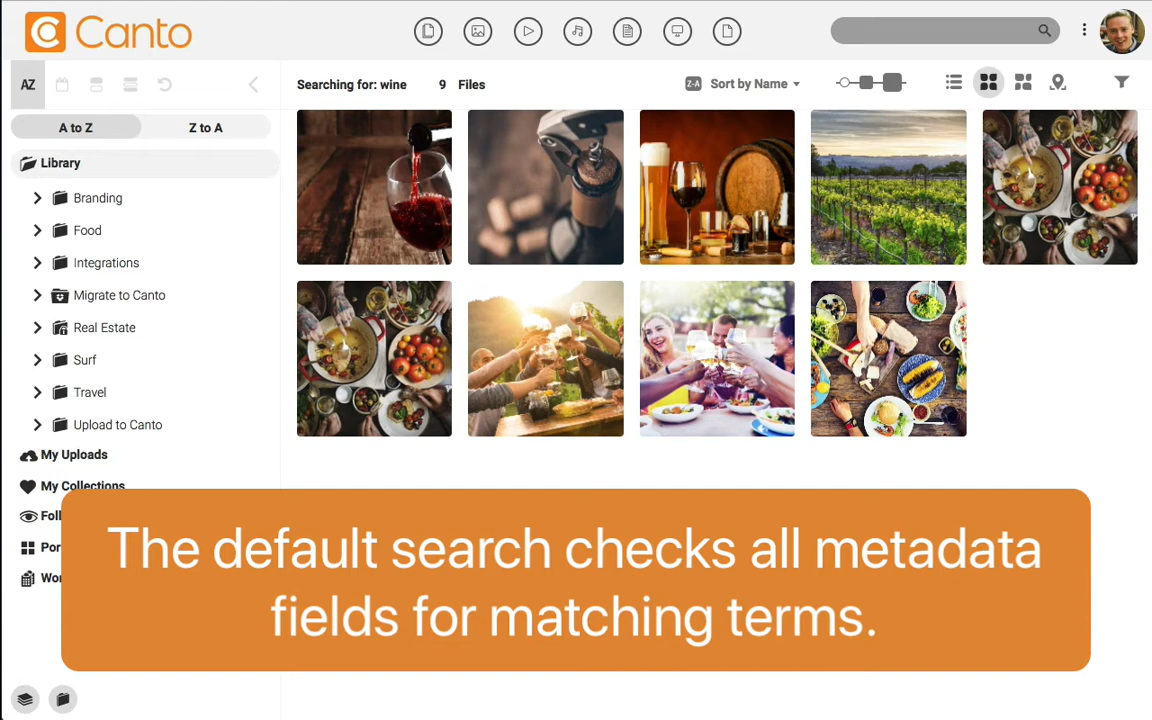 Canto
AZ
Searching for: wine 9 Files
Z-A Sort by Name
A to Z Z to A
Library
Branding
Food
Integrations
Migrate to Canto
Real Estate
Surf
Travel
Upload to Canto
My Uploads
My Collections
The default search checks all metadata
fields for matching terms.